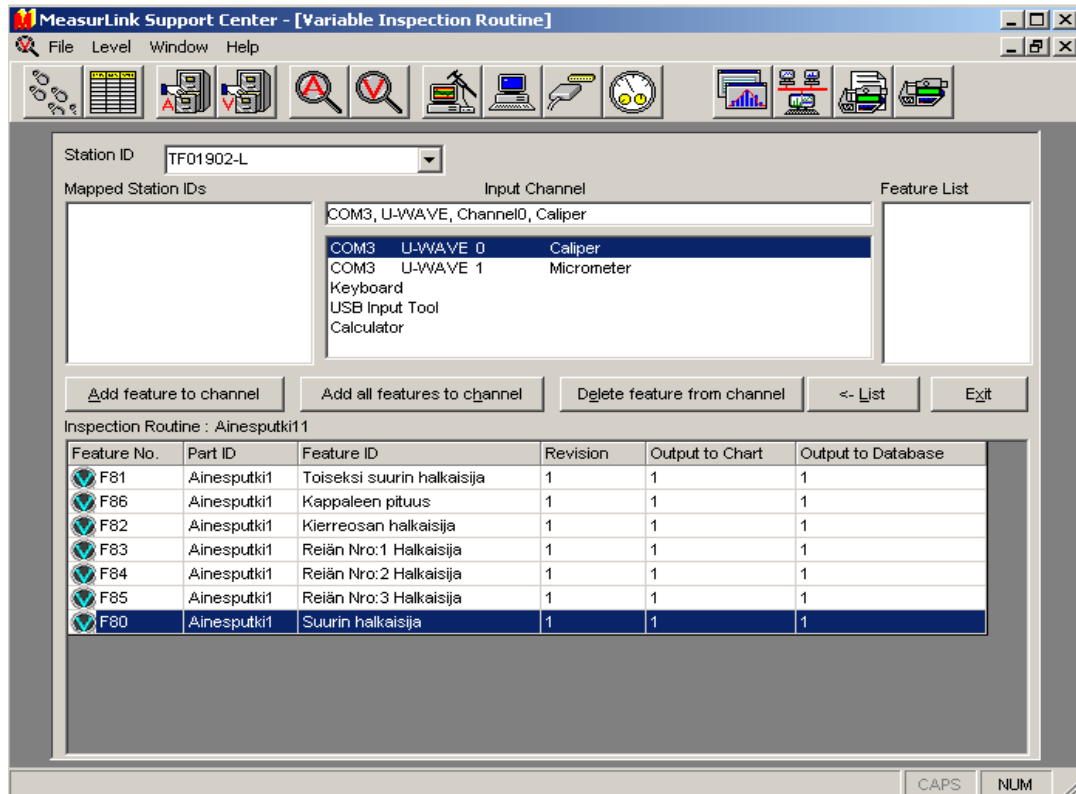 MeasurLink Support Center - [Variable Inspection Routine]
File Level Window Help
Station ID TF01902-L
Mapped Station IDs Input Channel Feature List
COM3, U-WAVE, Channel0, Caliper
COM3 U-WAVE 0 Caliper
COM3 U-WAVE 1 Micrometer
Keyboard
USB Input Tool
Calculator
Add feature to channel Add all features to channel Delete feature from channel <- List Exit
Inspection Routine : Ainesputki11
Feature No. Part ID Feature ID Revision Output to Chart Output to Database
F81 Ainesputki1 Toiseksi suurin halkaisija 1 1 1
F86 Ainesputki1 Kappaleen pituus 1 1 1
F82 Ainesputki1 Kierreosan halkaisija 1 1 1
F83 Ainesputki1 Reiän Nro:1 Halkaisija 1 1 1
F84 Ainesputki1 Reiän Nro:2 Halkaisija 1 1 1
F85 Ainesputki1 Reiän Nro:3 Halkaisija 1 1 1
F80 Ainesputki1 Suurin halkaisija 1 1 1
CAPS NUM